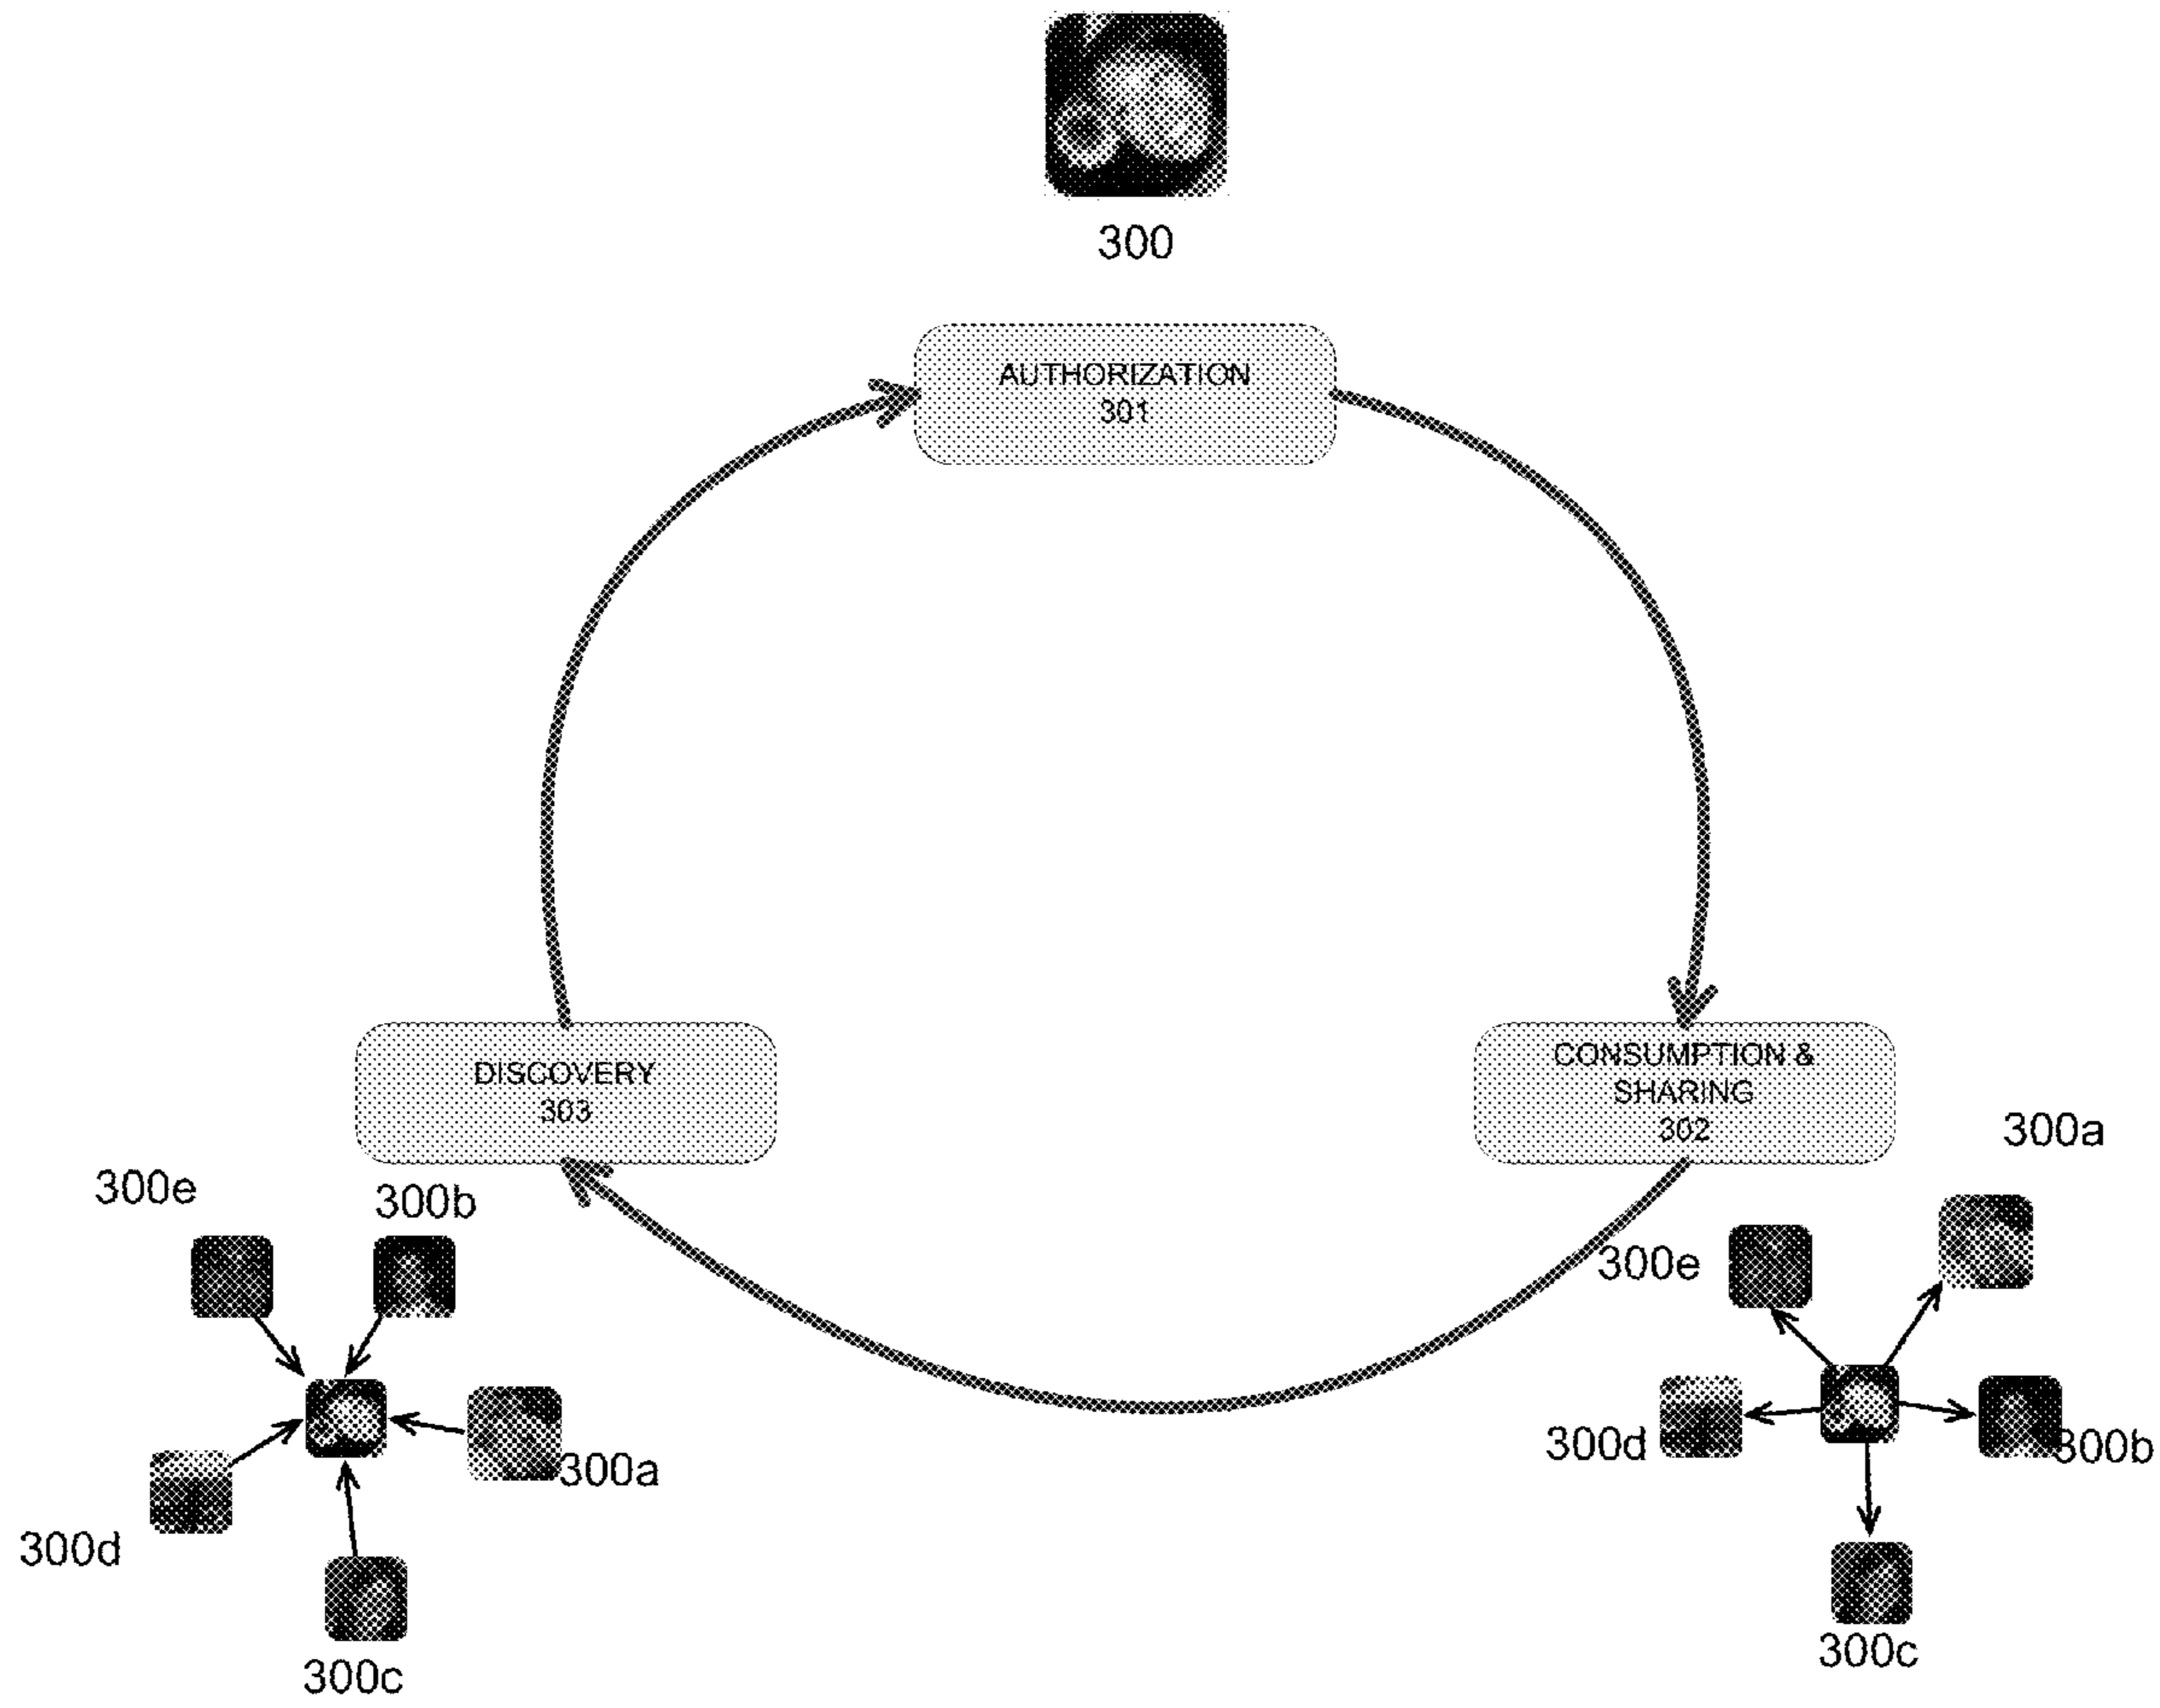 300
AUTHORIZATION
301
DISCOVERY
303
CONSUMPTION &
SHARING
302
300a
300e
300b
300e
300d
300b
300a
300d
300c
300c